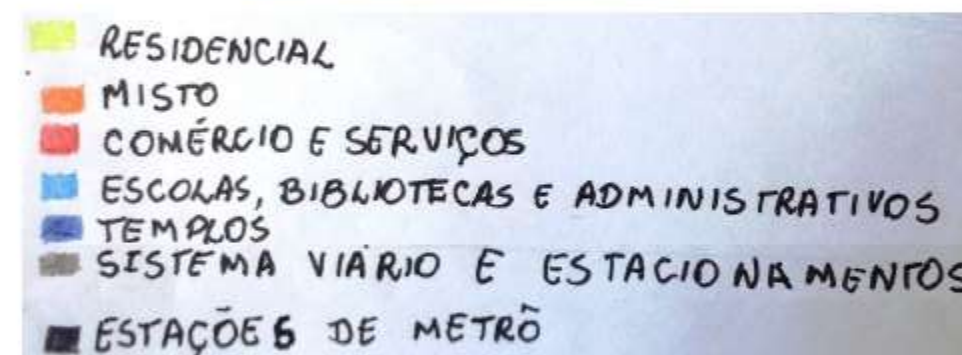 RESIDENCIAL
MISTO
COMÉRCIO E SERVIÇOS
ESCOLAS, BIBLIOTECAS E ADMINISTRATIVOS
TEMPLOS
SISTEMA VIÁRIO E ESTACIONAMENTOS
ESTAÇÕES DE METRÔ